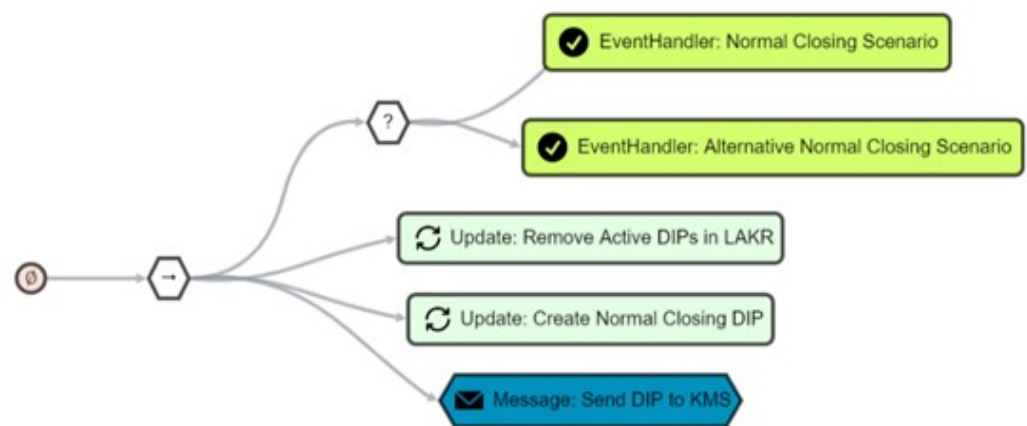 EventHandler: Normal Closing Scenario
?
EventHandler: Alternative Normal Closing Scenario
Update: Remove Active DIPs in LAKR
Ø
→
Update: Create Normal Closing DIP
Message: Send DIP to KMS